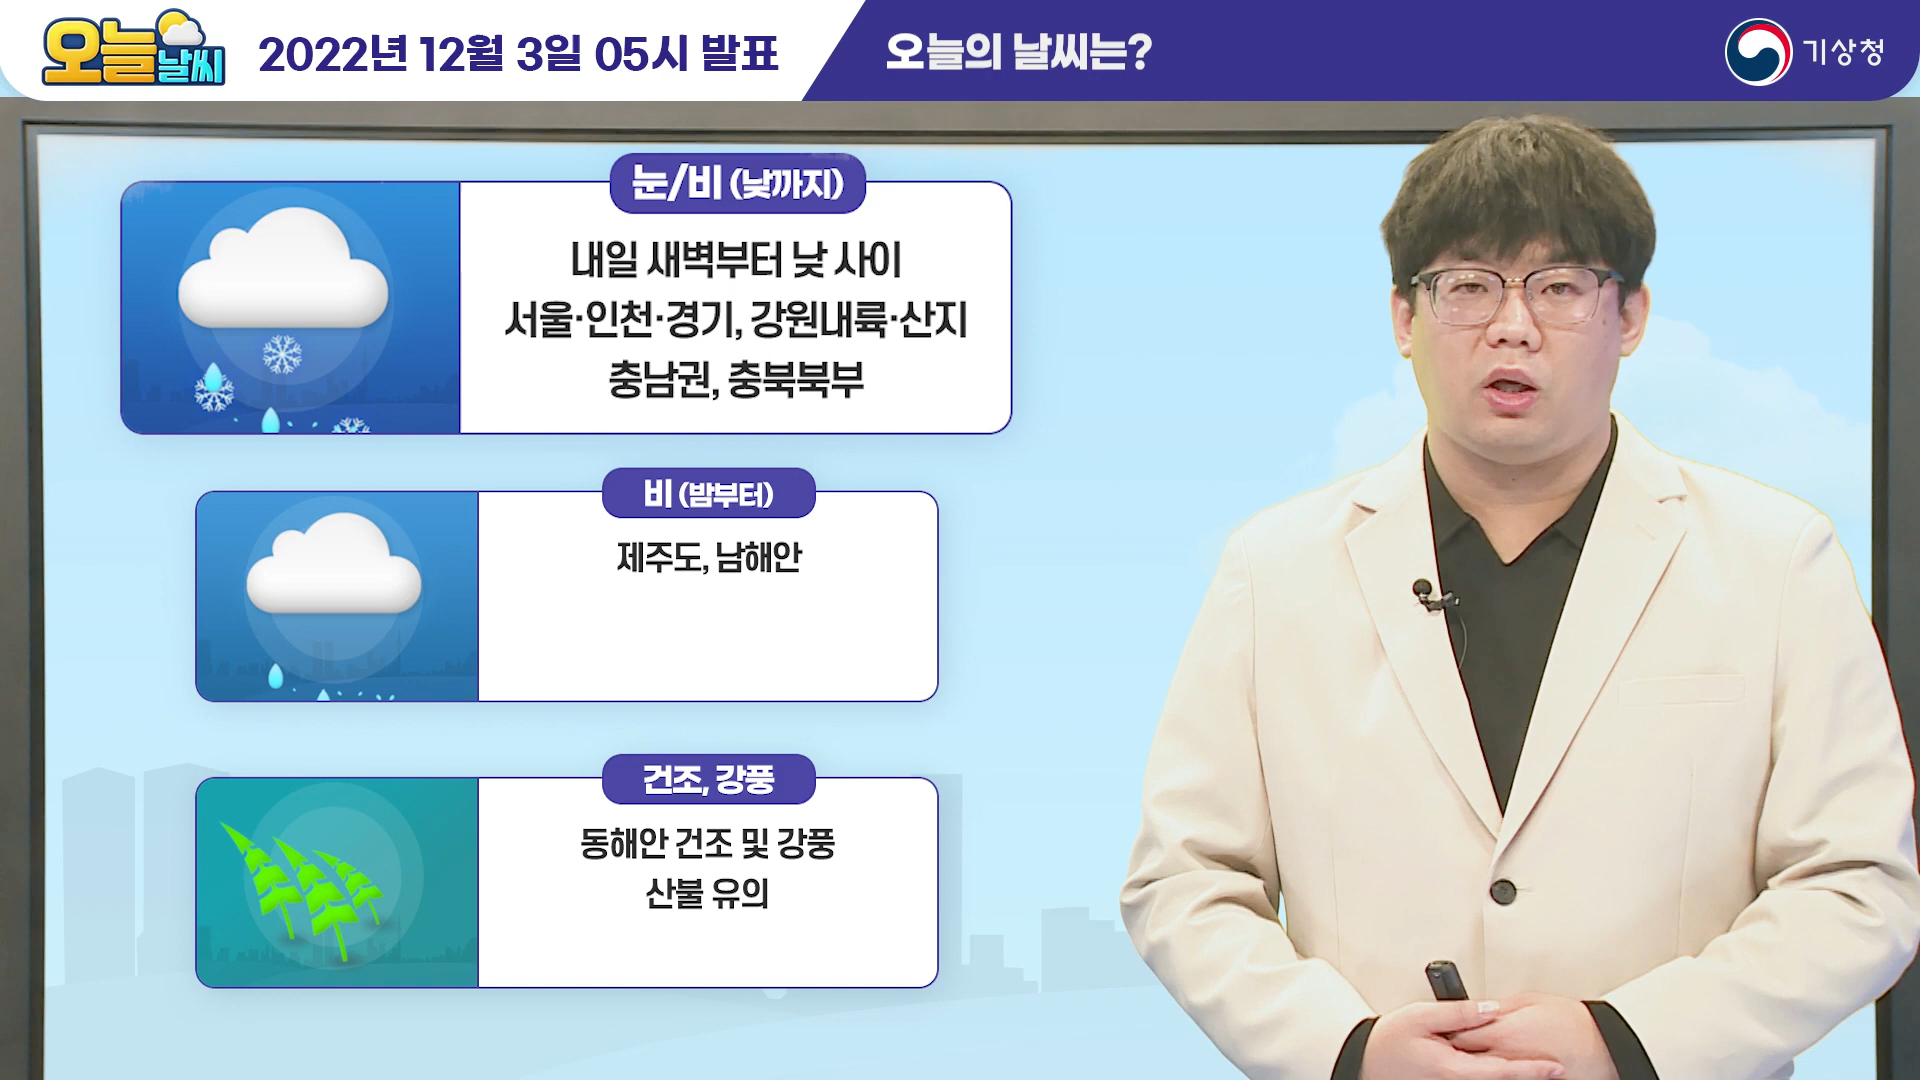 오늘날씨
2022년 12월 3일 05시 발표
오늘의 날씨는?
기상청
눈/비 (낮까지)
내일 새벽부터 낮 사이
서울·인천·경기, 강원내륙·산지
충남권, 충북북부
비 (밤부터)
제주도, 남해안
건조, 강풍
동해안 건조 및 강풍
산불 유의